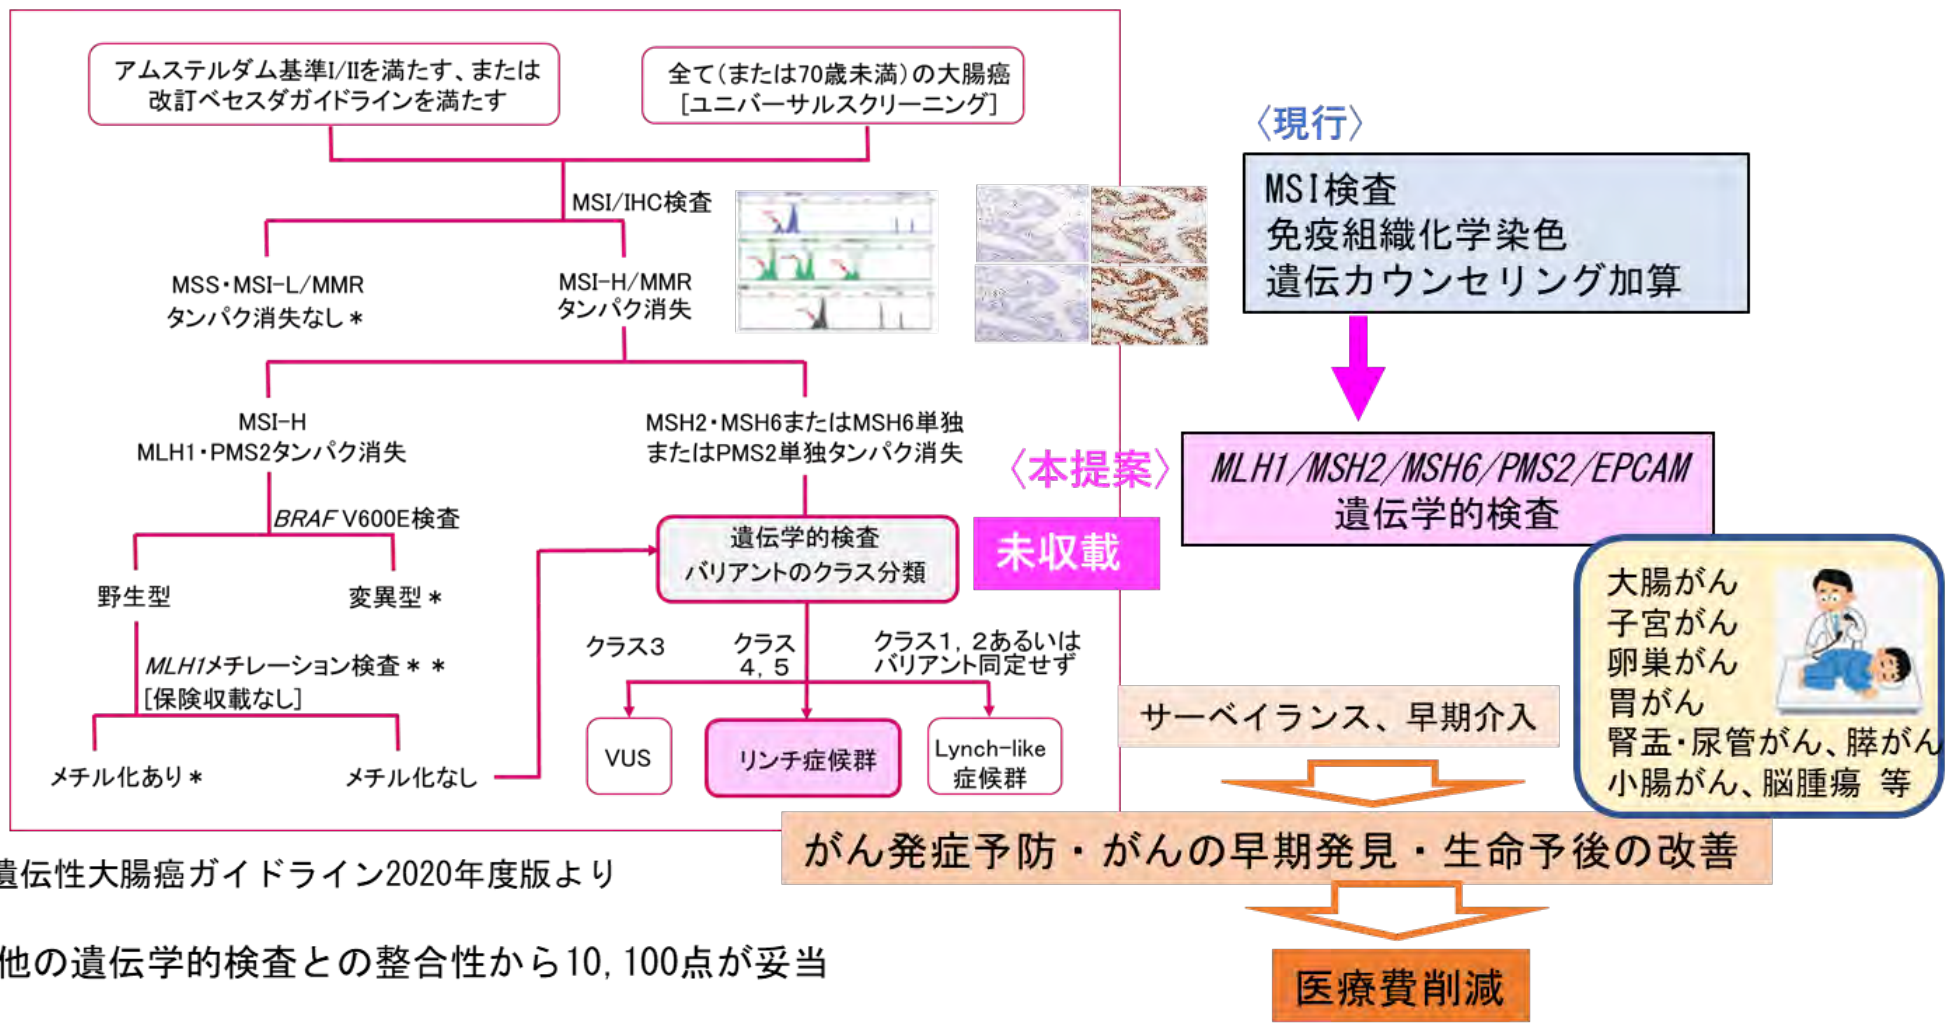 アムステルダム基準I/IIを満たす、または
改訂ベセスダガイドラインを満たす
全て(または70歳未満)の大腸癌
[ユニバーサルスクリーニング]
MSI/IHC検査
MSS・MSI-L/MMR
タンパク消失なし*
MSI-H/MMR
タンパク消失
MSI-H
MLH1・PMS2タンパク消失
MSH2・MSH6またはMSH6単独
またはPMS2単独タンパク消失
BRAF V600E検査
野生型
変異型*
MLH1メチレーション検査**
[保険収載なし]
メチル化あり*
メチル化なし
遺伝学的検査
バリアントのクラス分類
クラス3
クラス
4, 5
クラス1, 2あるいは
バリアント同定せず
VUS
リンチ症候群
Lynch-like
症候群
〈現行〉
MSI検査
免疫組織化学染色
遺伝カウンセリング加算
〈本提案〉
MLH1/MSH2/MSH6/PMS2/EPCAM
遺伝学的検査
未収載
大腸がん
子宮がん
卵巣がん
胃がん
腎盂・尿管がん、膵がん
小腸がん、脳腫瘍 等
サーベイランス、早期介入
がん発症予防・がんの早期発見・生命予後の改善
医療費削減
遺伝性大腸癌ガイドライン2020年度版より
他の遺伝学的検査との整合性から10,100点が妥当